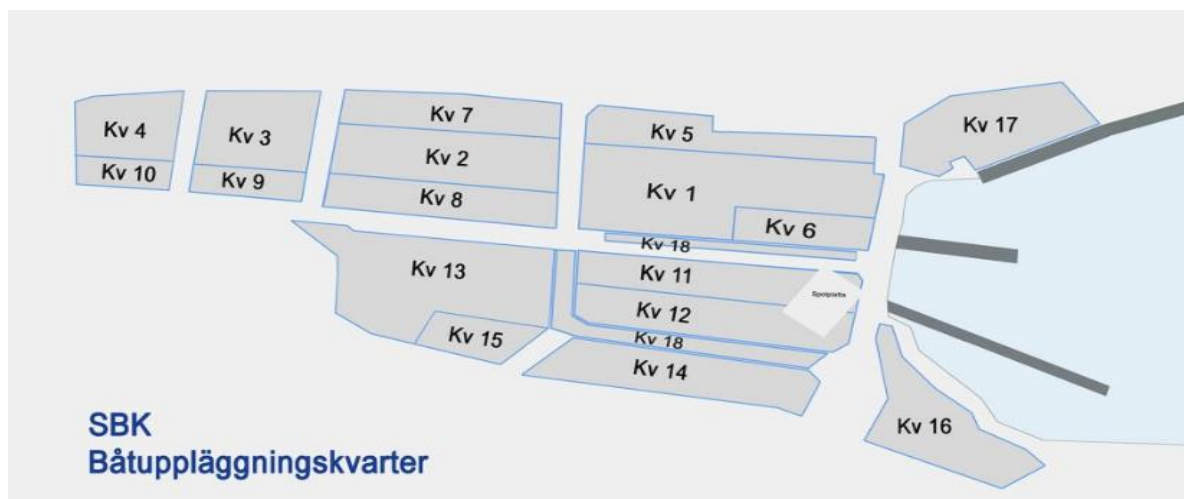 Kv 7
Kv 4
Kv 3
Kv 5
Kv 17
Kv 2
Kv 10
Kv 9
Kv 8
Kv 1
Kv 6
Kv 18
Kv 13
Kv 11
Spolplatta
Kv 12
Kv 15
Kv 18
Kv 14
Kv 16
SBK
Båtuppläggningskvarter